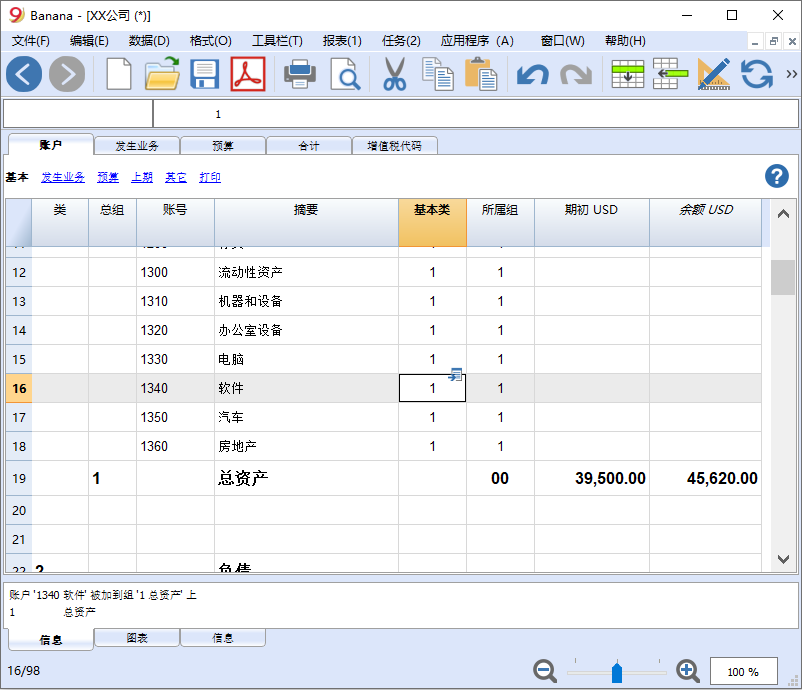 Banana - [XX公司 (*)]
文件(F) 编辑(E) 数据(D) 格式(O) 工具栏(T) 报表(1) 任务(2) 应用程序 (A) 窗口(W) 帮助(H)
1
账户 发生业务 预算 合计 增值税代码
基本 发生业务 预算 上期 其它 打印
类 总组 账号 摘要 基本类 所属组 期初 USD 余额 USD
12 1300 流动性资产 1 1
13 1310 机器和设备 1 1
14 1320 办公室设备 1 1
15 1330 电脑 1 1
16 1340 软件 1 1
17 1350 汽车 1 1
18 1360 房地产 1 1
19 1 总资产 00 39,500.00 45,620.00
20
21
22 2 负债
账户 '1340 软件' 被加到组 '1 总资产' 上
1 总资产
信息 图表 信息
16/98 100 %